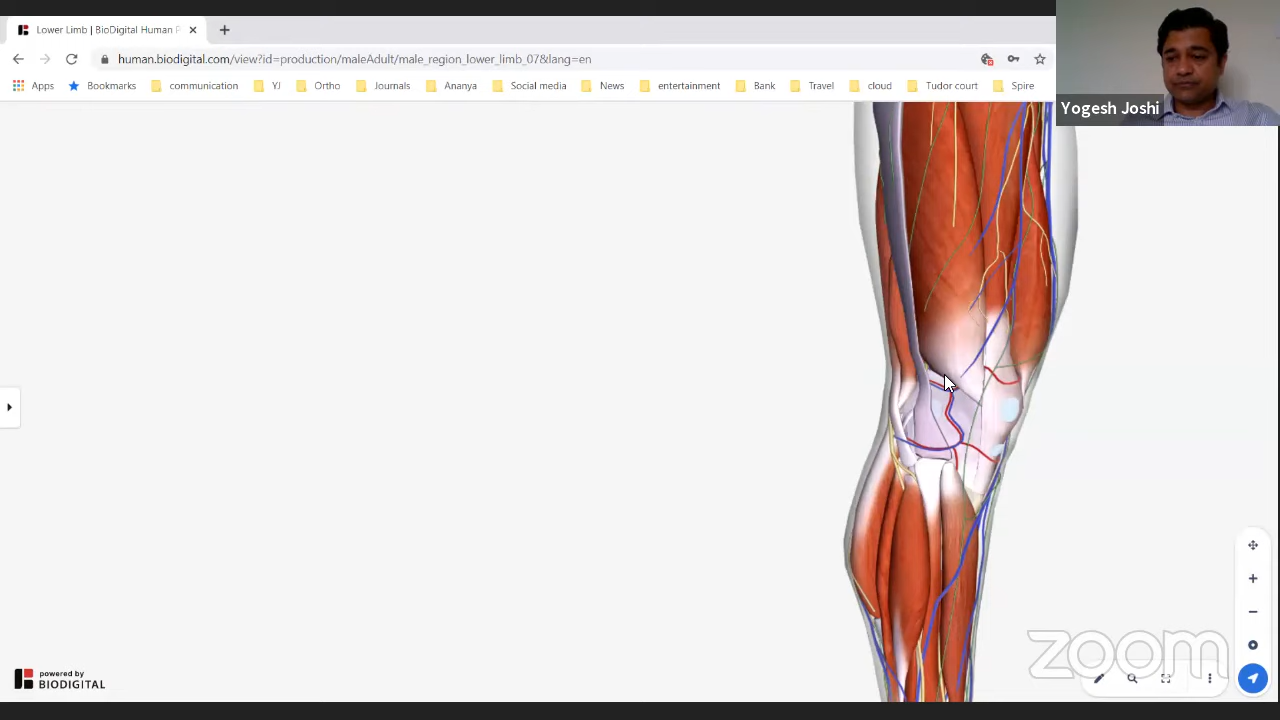 Lower Limb | BioDigital Human P
human.biodigital.com/view?id=production/maleAdult/male_region_lower_limb_07&lang=en
Apps Bookmarks communication YJ Ortho Journals Ananya Social media News entertainment Bank Travel cloud Tudor court Spire
Yogesh Joshi
powered by
BIODIGITAL
zoom